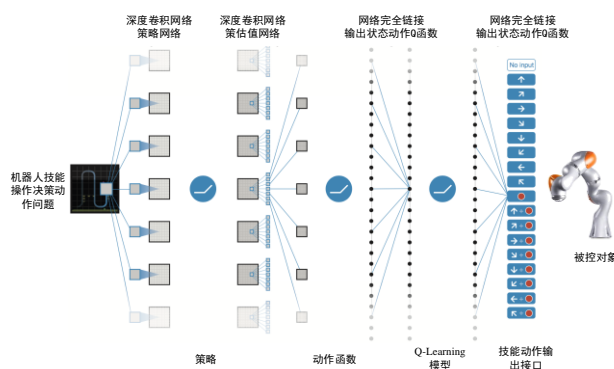 深度卷积网络
策略网络
深度卷积网络
策估值网络
网络完全链接
输出状态动作Q函数
网络完全链接
输出状态动作Q函数
No input
机器人技能
操作决策动
作问题
被控对象
策略
动作函数
Q-Learning
模型
技能动作输
出接口